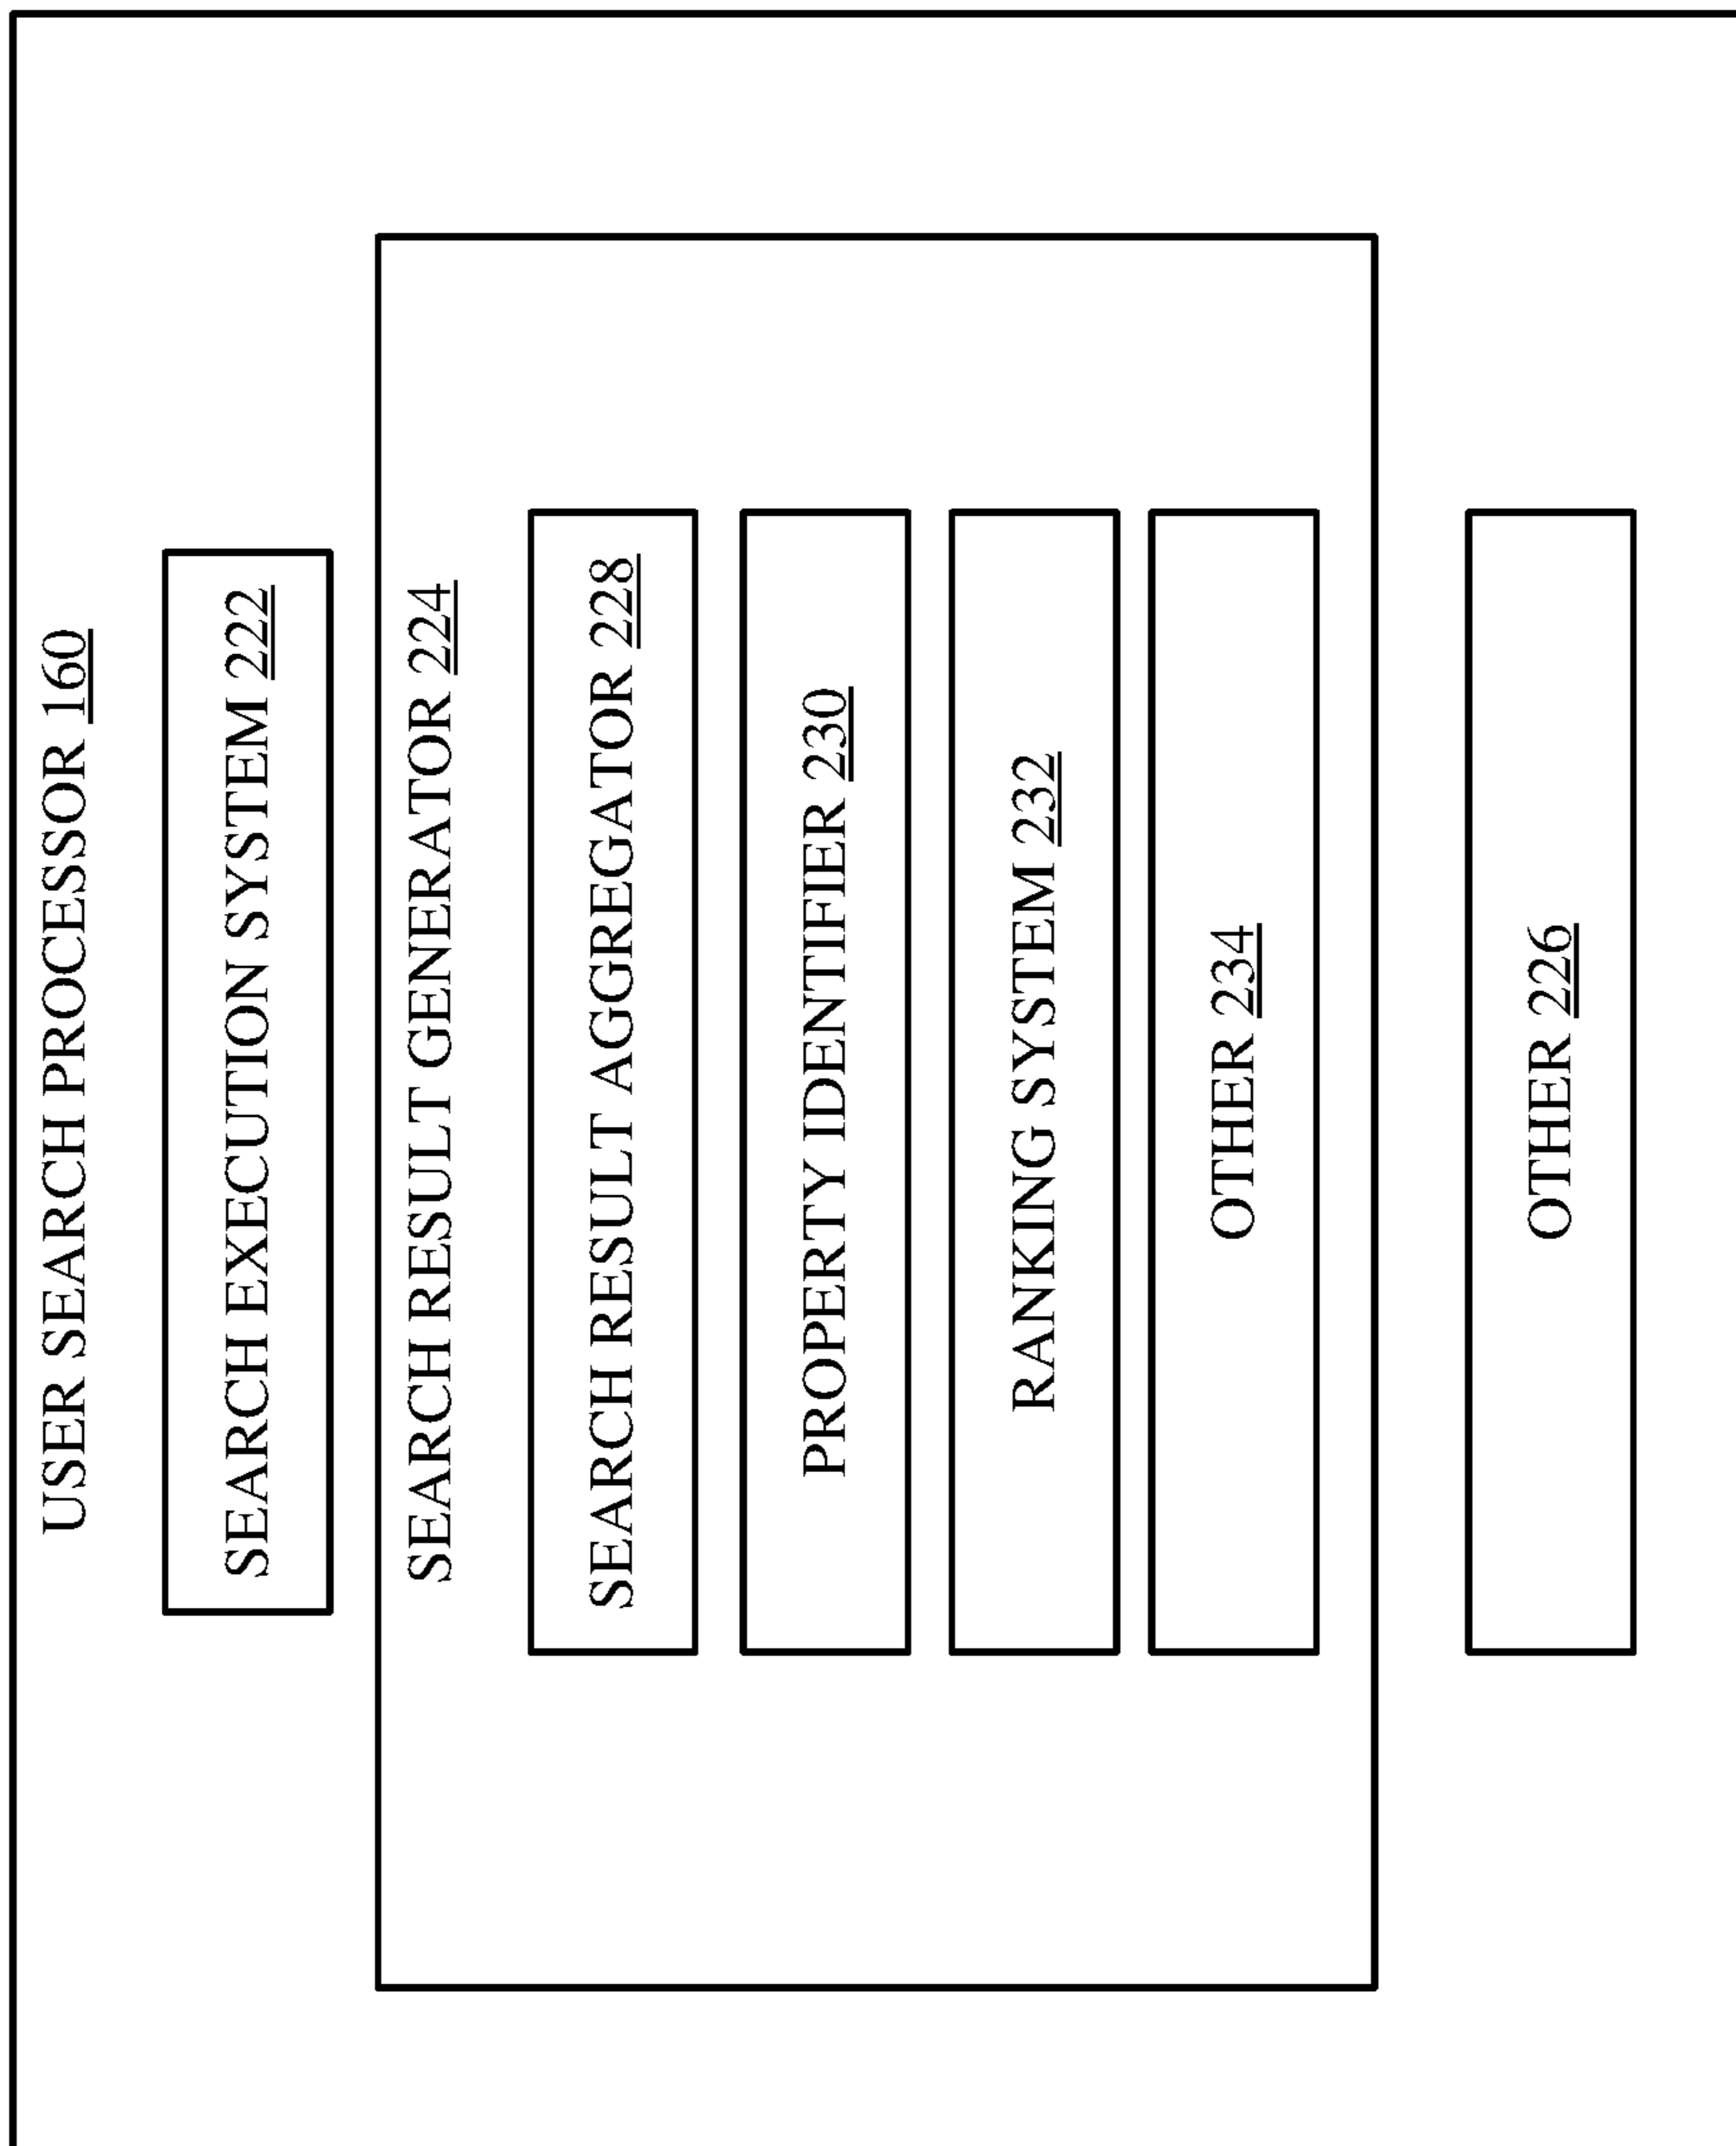 USER SEARCH PROCESSOR 160
SEARCH EXECUTION SYSTEM 222
SEARCH RESULT GENERATOR 224
SEARCH RESULT AGGREGATOR 228
PROPERTY IDENTIFIER 230
RANKING SYSTEM 232
OTHER 234
OTHER 226